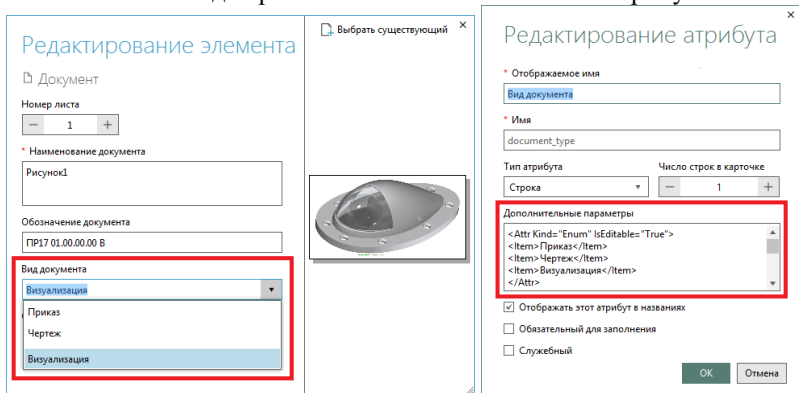 Редактирование элемента
Документ
Номер листа
— 1 +
* Наименование документа
Рисунок1
Обозначение документа
ПР17 01.00.00.00 В
Вид документа
Визуализация
Приказ
Чертеж
Визуализация
Выбрать существующий ×
×
Редактирование атрибута
* Отображаемое имя
Вид документа
* Имя
document_type
Тип атрибута Число строк в карточке
Строка — 1 +
Дополнительные параметры
<Attr Kind="Enum" IsEditable="True">
<Item>Приказ</Item>
<Item>Чертеж</Item>
<Item>Визуализация</Item>
</Attr>
Отображать этот атрибут в названиях
Обязательный для заполнения
Служебный
ОК Отмена